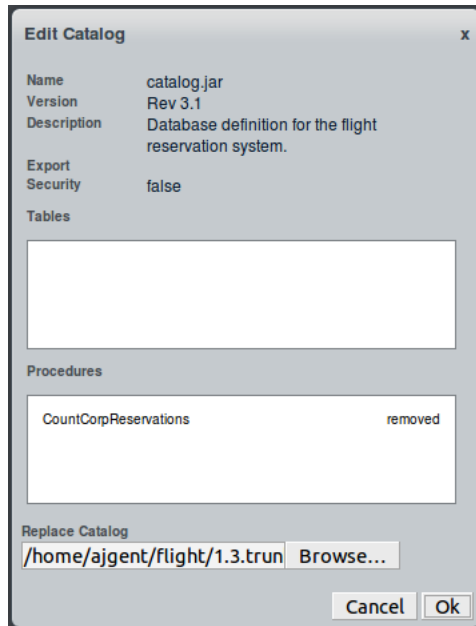 Edit Catalog x
Name catalog.jar
Version Rev 3.1
Description Database definition for the flight
reservation system.
Export
Security false
Tables
Procedures
CountCorpReservations removed
Replace Catalog
/home/ajgent/flight/1.3.trun Browse...
Cancel Ok